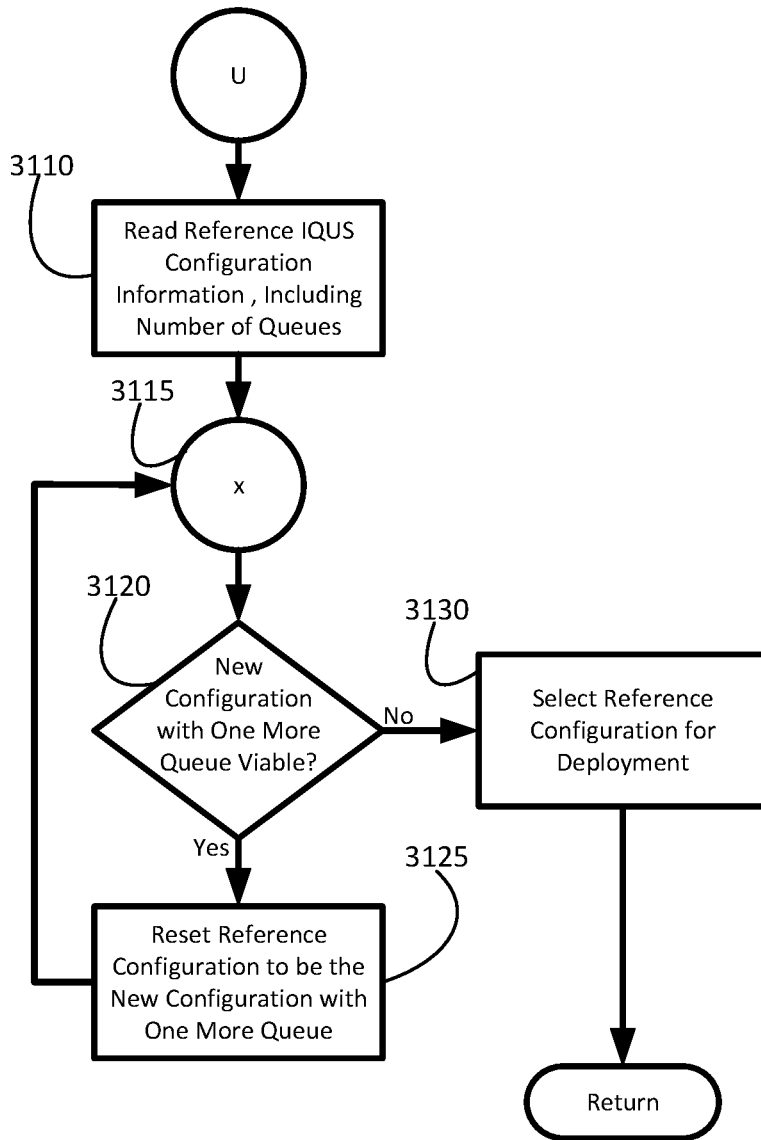 U
3110
Read Reference IQUS
Configuration
Information , Including
Number of Queues
3115
x
3120
New
Configuration
with One More
Queue Viable?
No
3130
Select Reference
Configuration for
Deployment
Yes
3125
Reset Reference
Configuration to be the
New Configuration with
One More Queue
Return